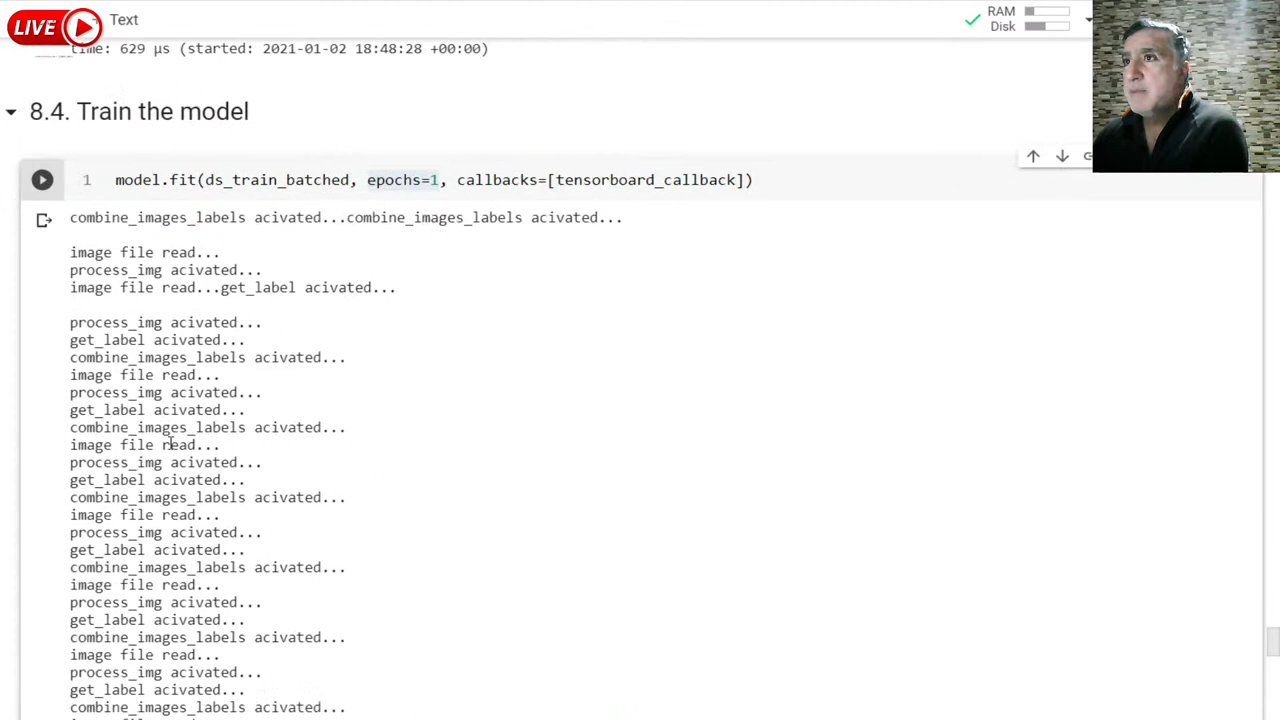 LIVE
Text
RAM
Disk
time: 629 µs (started: 2021-01-02 18:48:28 +00:00)
8.4. Train the model
1 model.fit(ds_train_batched, epochs=1, callbacks=[tensorboard_callback])
combine_images_labels acivated...combine_images_labels acivated...
image file read...
process_img acivated...
image file read...get_label acivated...
process_img acivated...
get_label acivated...
combine_images_labels acivated...
image file read...
process_img acivated...
get_label acivated...
combine_images_labels acivated...
image file read...
process_img acivated...
get_label acivated...
combine_images_labels acivated...
image file read...
process_img acivated...
get_label acivated...
combine_images_labels acivated...
image file read...
process_img acivated...
get_label acivated...
combine_images_labels acivated...
image file read...
process_img acivated...
get_label acivated...
combine_images_labels acivated...